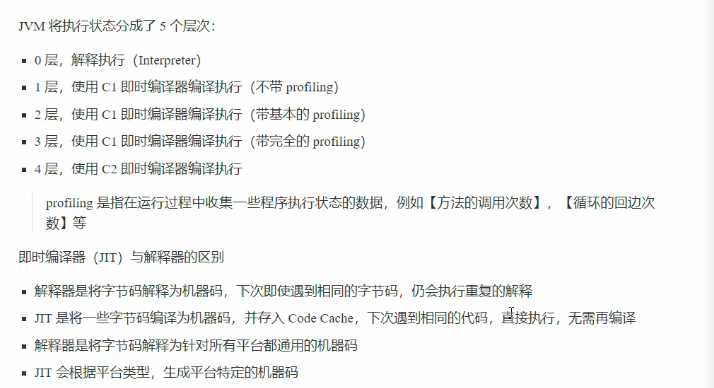 JVM 将执行状态分成了 5 个层次：
▪ 0 层，解释执行（Interpreter）
▪ 1 层，使用 C1 即时编译器编译执行（不带 profiling）
▪ 2 层，使用 C1 即时编译器编译执行（带基本的 profiling）
▪ 3 层，使用 C1 即时编译器编译执行（带完全的 profiling）
▪ 4 层，使用 C2 即时编译器编译执行
profiling 是指在运行过程中收集一些程序执行状态的数据，例如【方法的调用次数】，【循环的回边次
数】等
即时编译器（JIT）与解释器的区别
▪ 解释器是将字节码解释为机器码，下次即使遇到相同的字节码，仍会执行重复的解释
▪ JIT 是将一些字节码编译为机器码，并存入 Code Cache，下次遇到相同的代码，直接执行，无需再编译
▪ 解释器是将字节码解释为针对所有平台都通用的机器码
▪ JIT 会根据平台类型，生成平台特定的机器码